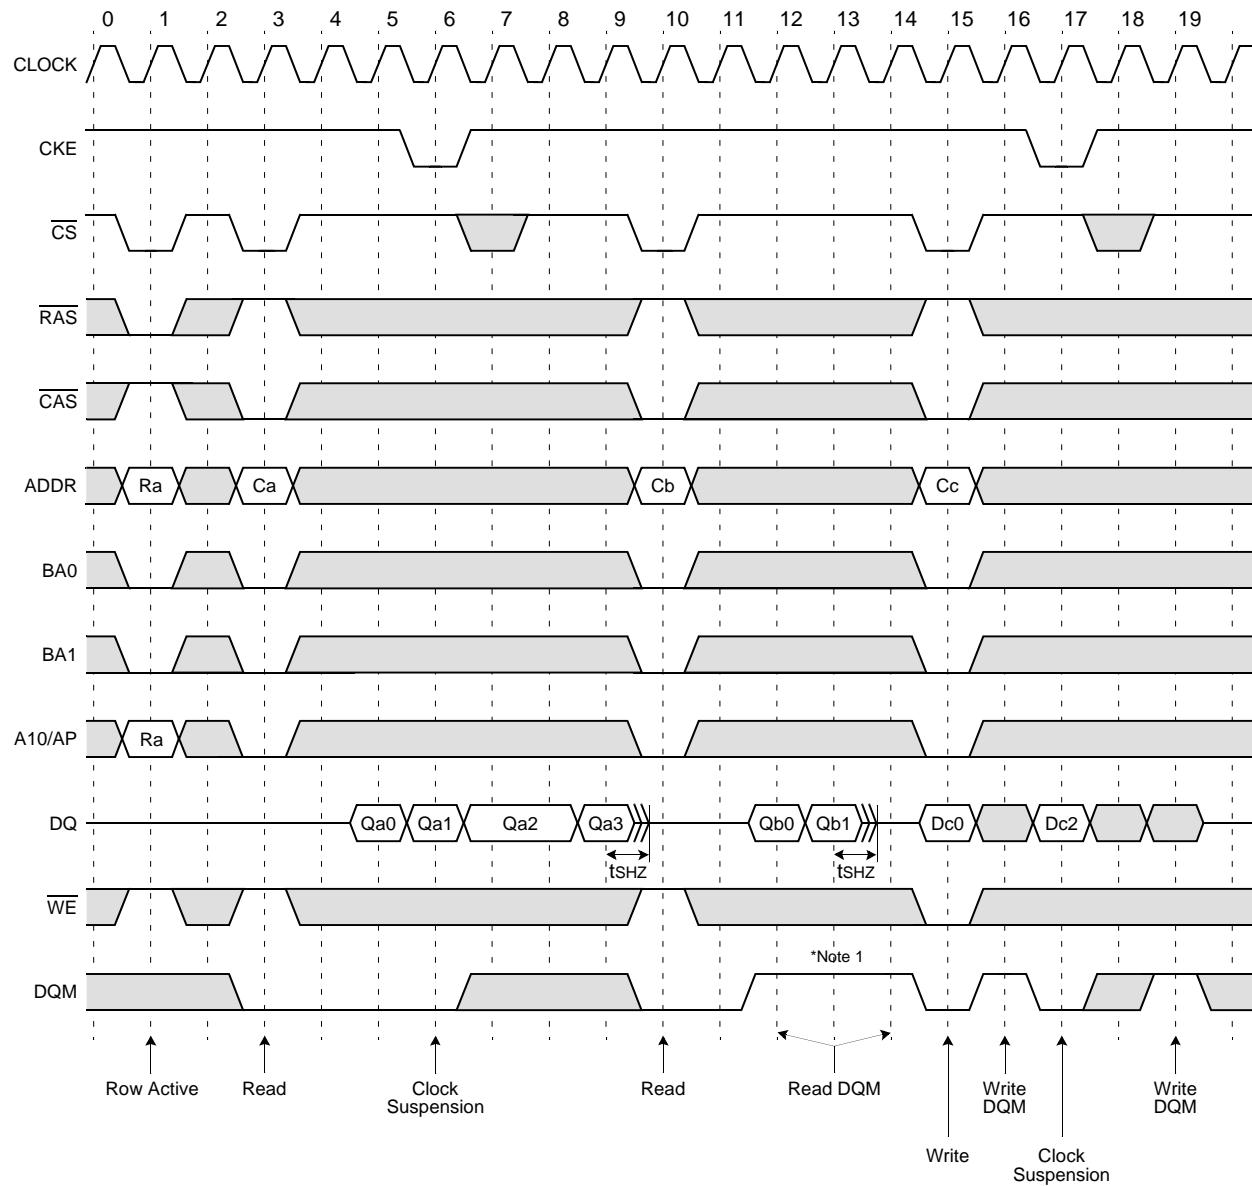 0 1 2 3 4 5 6 7 8 9 10 11 12 13 14 15 16 17 18 19
CLOCK
CKE
CS
RAS
CAS
ADDR Ra Ca Cb Cc
BA0
BA1
A10/AP Ra
DQ Qa0 Qa1 Qa2 Qa3 Qb0 Qb1 Dc0 Dc2
tSHZ tSHZ
WE
*Note 1
DQM
Row Active Read Clock Suspension Read Read DQM Write DQM Write DQM
Write Clock Suspension